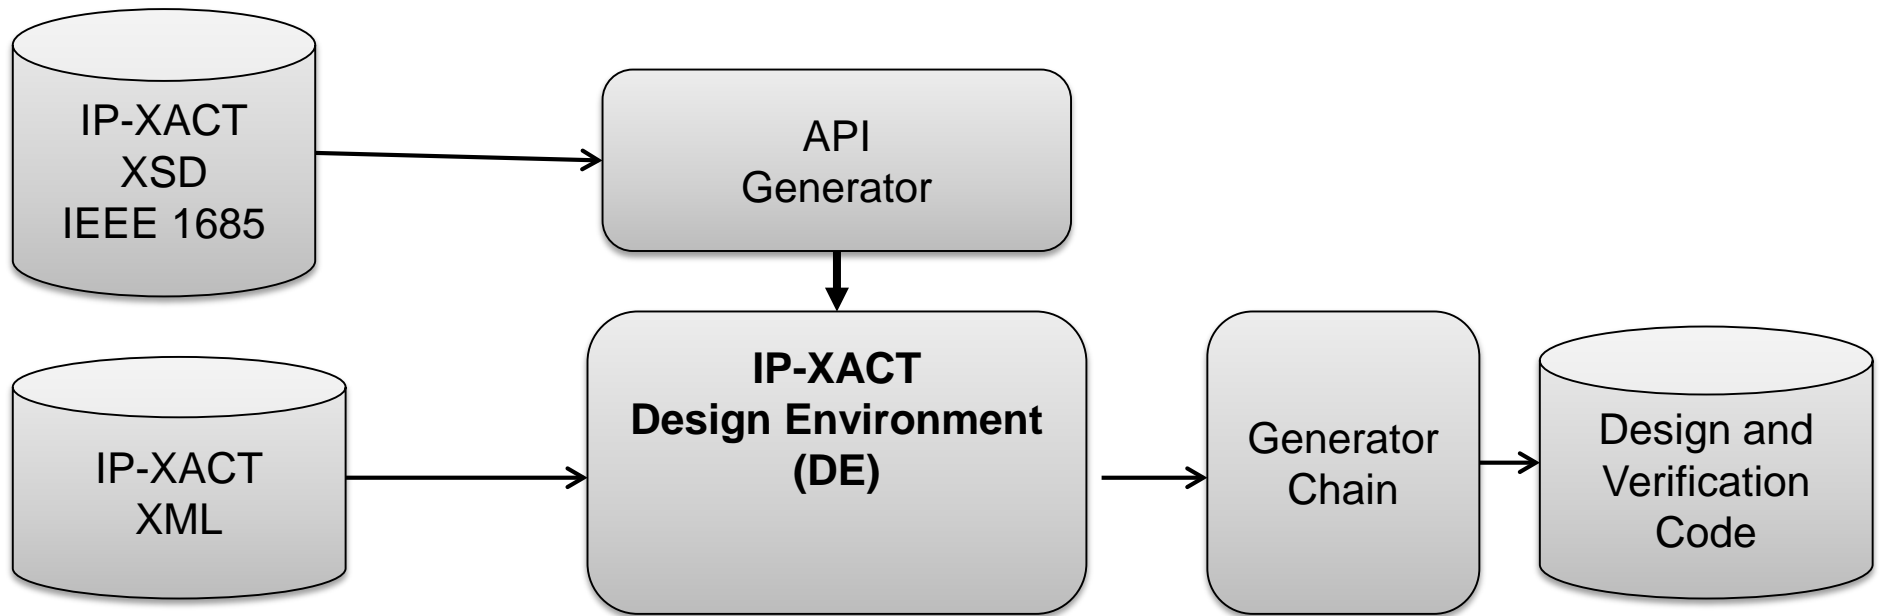 IP-XACT
XSD
IEEE 1685
API
Generator
IP-XACT
XML
IP-XACT
Design Environment
(DE)
Generator
Chain
Design and
Verification
Code